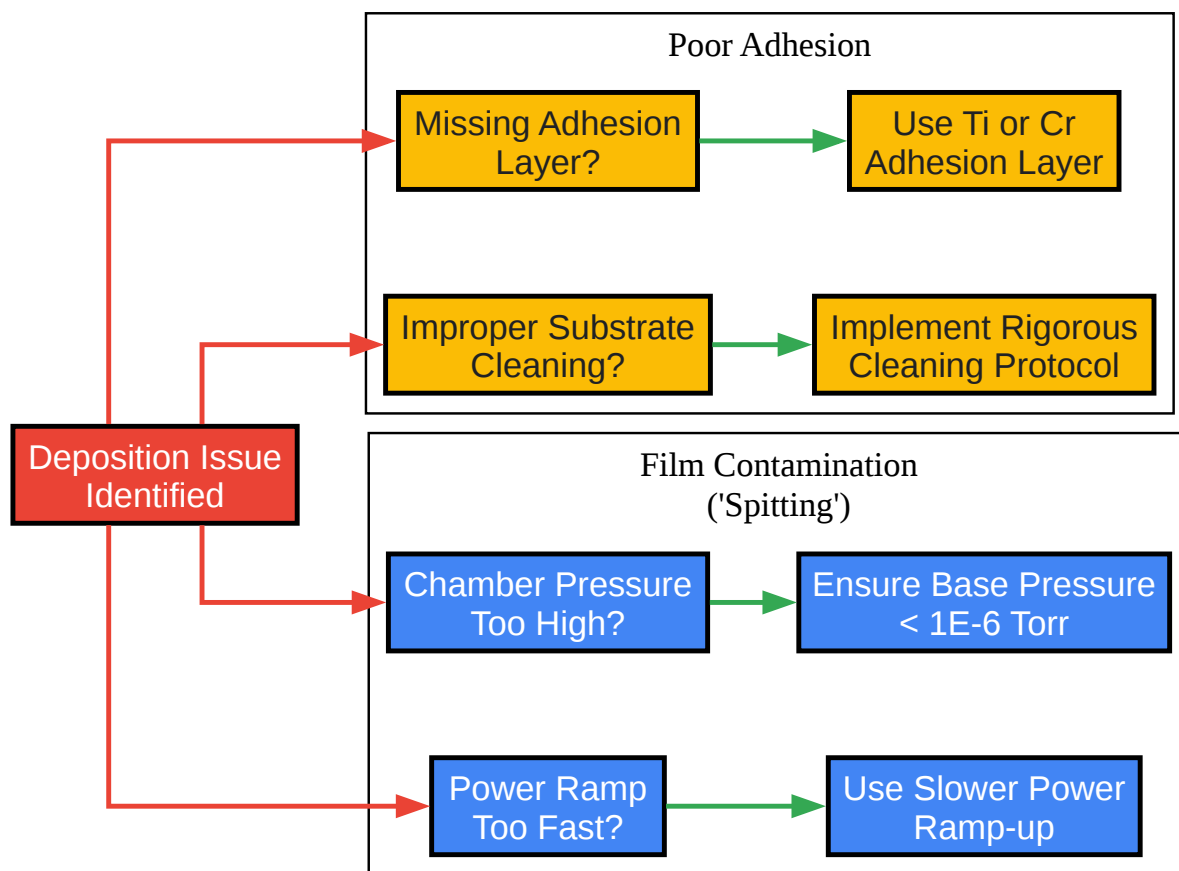 Poor Adhesion
Missing Adhesion
Layer?
Use Ti or Cr
Adhesion Layer
Improper Substrate
Cleaning?
Implement Rigorous
Cleaning Protocol
Deposition Issue
Identified
Film Contamination
('Spitting')
Chamber Pressure
Too High?
Ensure Base Pressure
< 1E-6 Torr
Power Ramp
Too Fast?
Use Slower Power
Ramp-up